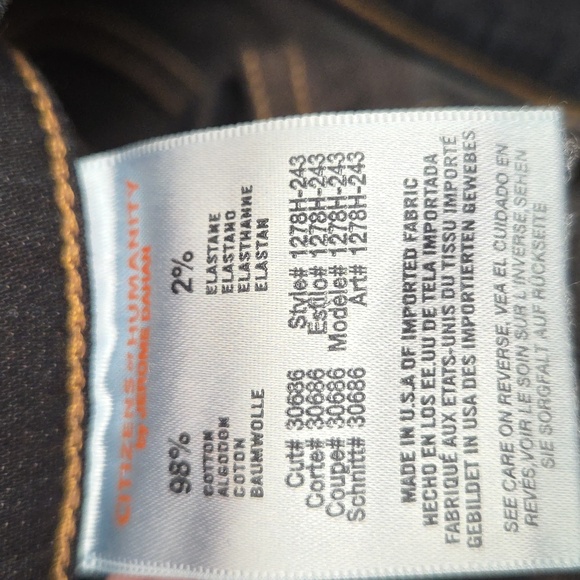 CITIZENS of HUMANITY
by JEROME DAHAN
98% 2%
COTTON ELASTANE
ALGODON ELASTANO
COTON ELASTHANNE
BAUMWOLLE ELASTAN
Cut# 30686 Style# 1278H-243
Corte# 30686 Estilo# 1278H-243
Coupe# 30686 Modele# 1278H-243
Schnitt# 30686 Art# 1278H-243
MADE IN U.S.A OF IMPORTED FABRIC
HECHO EN LOS EE.UU DE TELA IMPORTADA
FABRIQUÉ AUX ETATS-UNIS DU TISSU IMPORTÉ
GEBILDET IN USA DES IMPORTIERTEN GEWEBES
SEE CARE ON REVERSE, VEA EL CUIDADO EN
REVÉS, VOIR LE SOIN SUR L'INVERSE, SEHEN
SIE SORGFALT AUF RÜCKSEITE